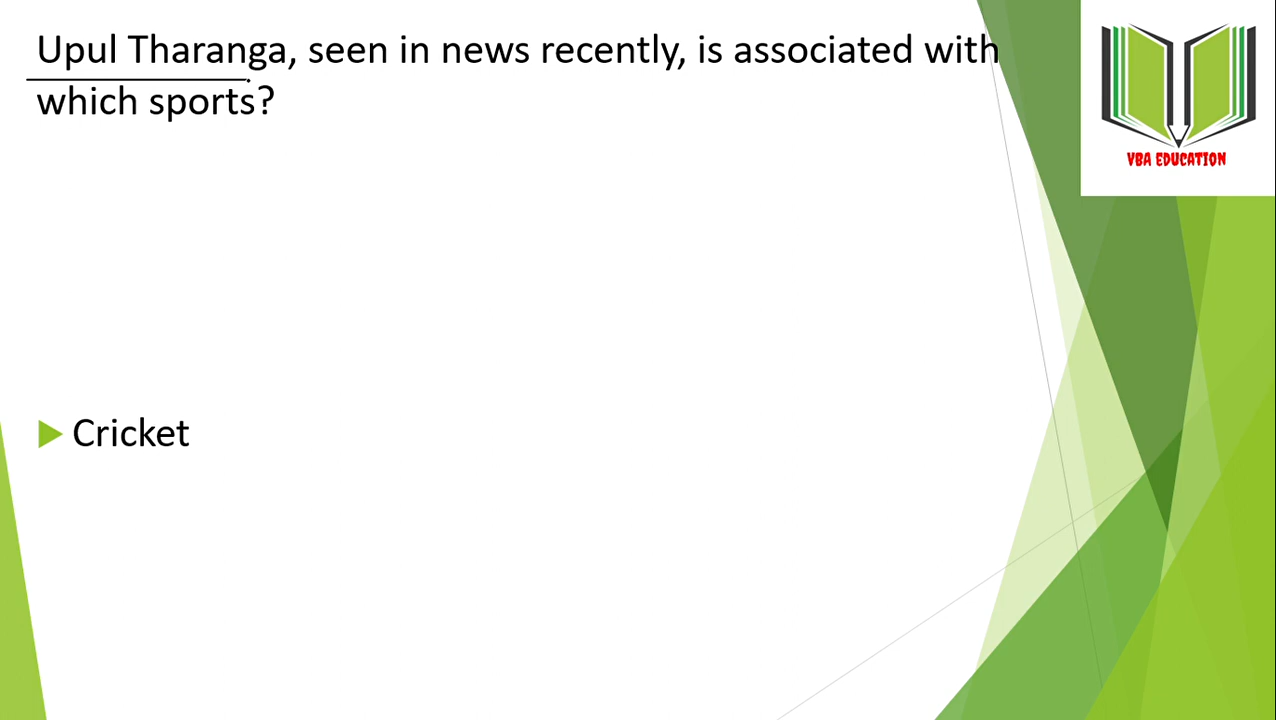 Upul Tharanga, seen in news recently, is associated with
which sports?
VBA EDUCATION
Cricket